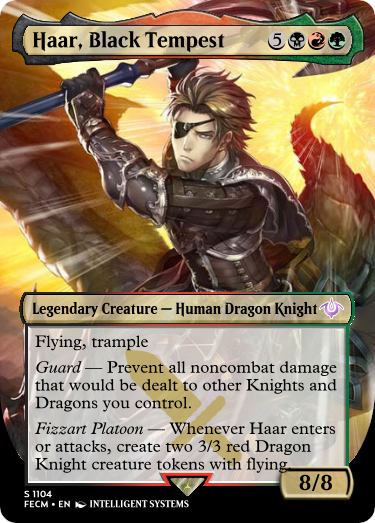 Haar, Black Tempest 5
Legendary Creature — Human Dragon Knight
Flying, trample
Guard — Prevent all noncombat damage
that would be dealt to other Knights and
Dragons you control.
Fizzart Platoon — Whenever Haar enters
or attacks, create two 3/3 red Dragon
Knight creature tokens with flying.
8/8
S 1104
FECM • EN INTELLIGENT SYSTEMS